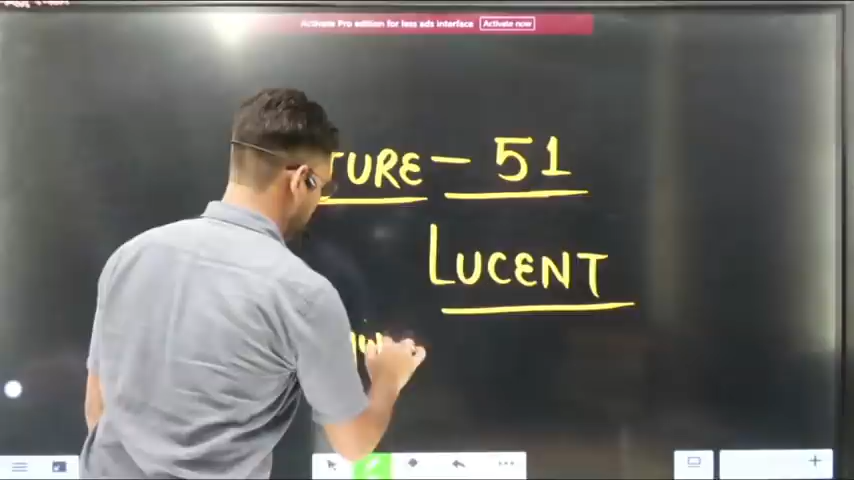 Activate Pro edition for less ads interface Activate now
TURE - 51
LUCENT